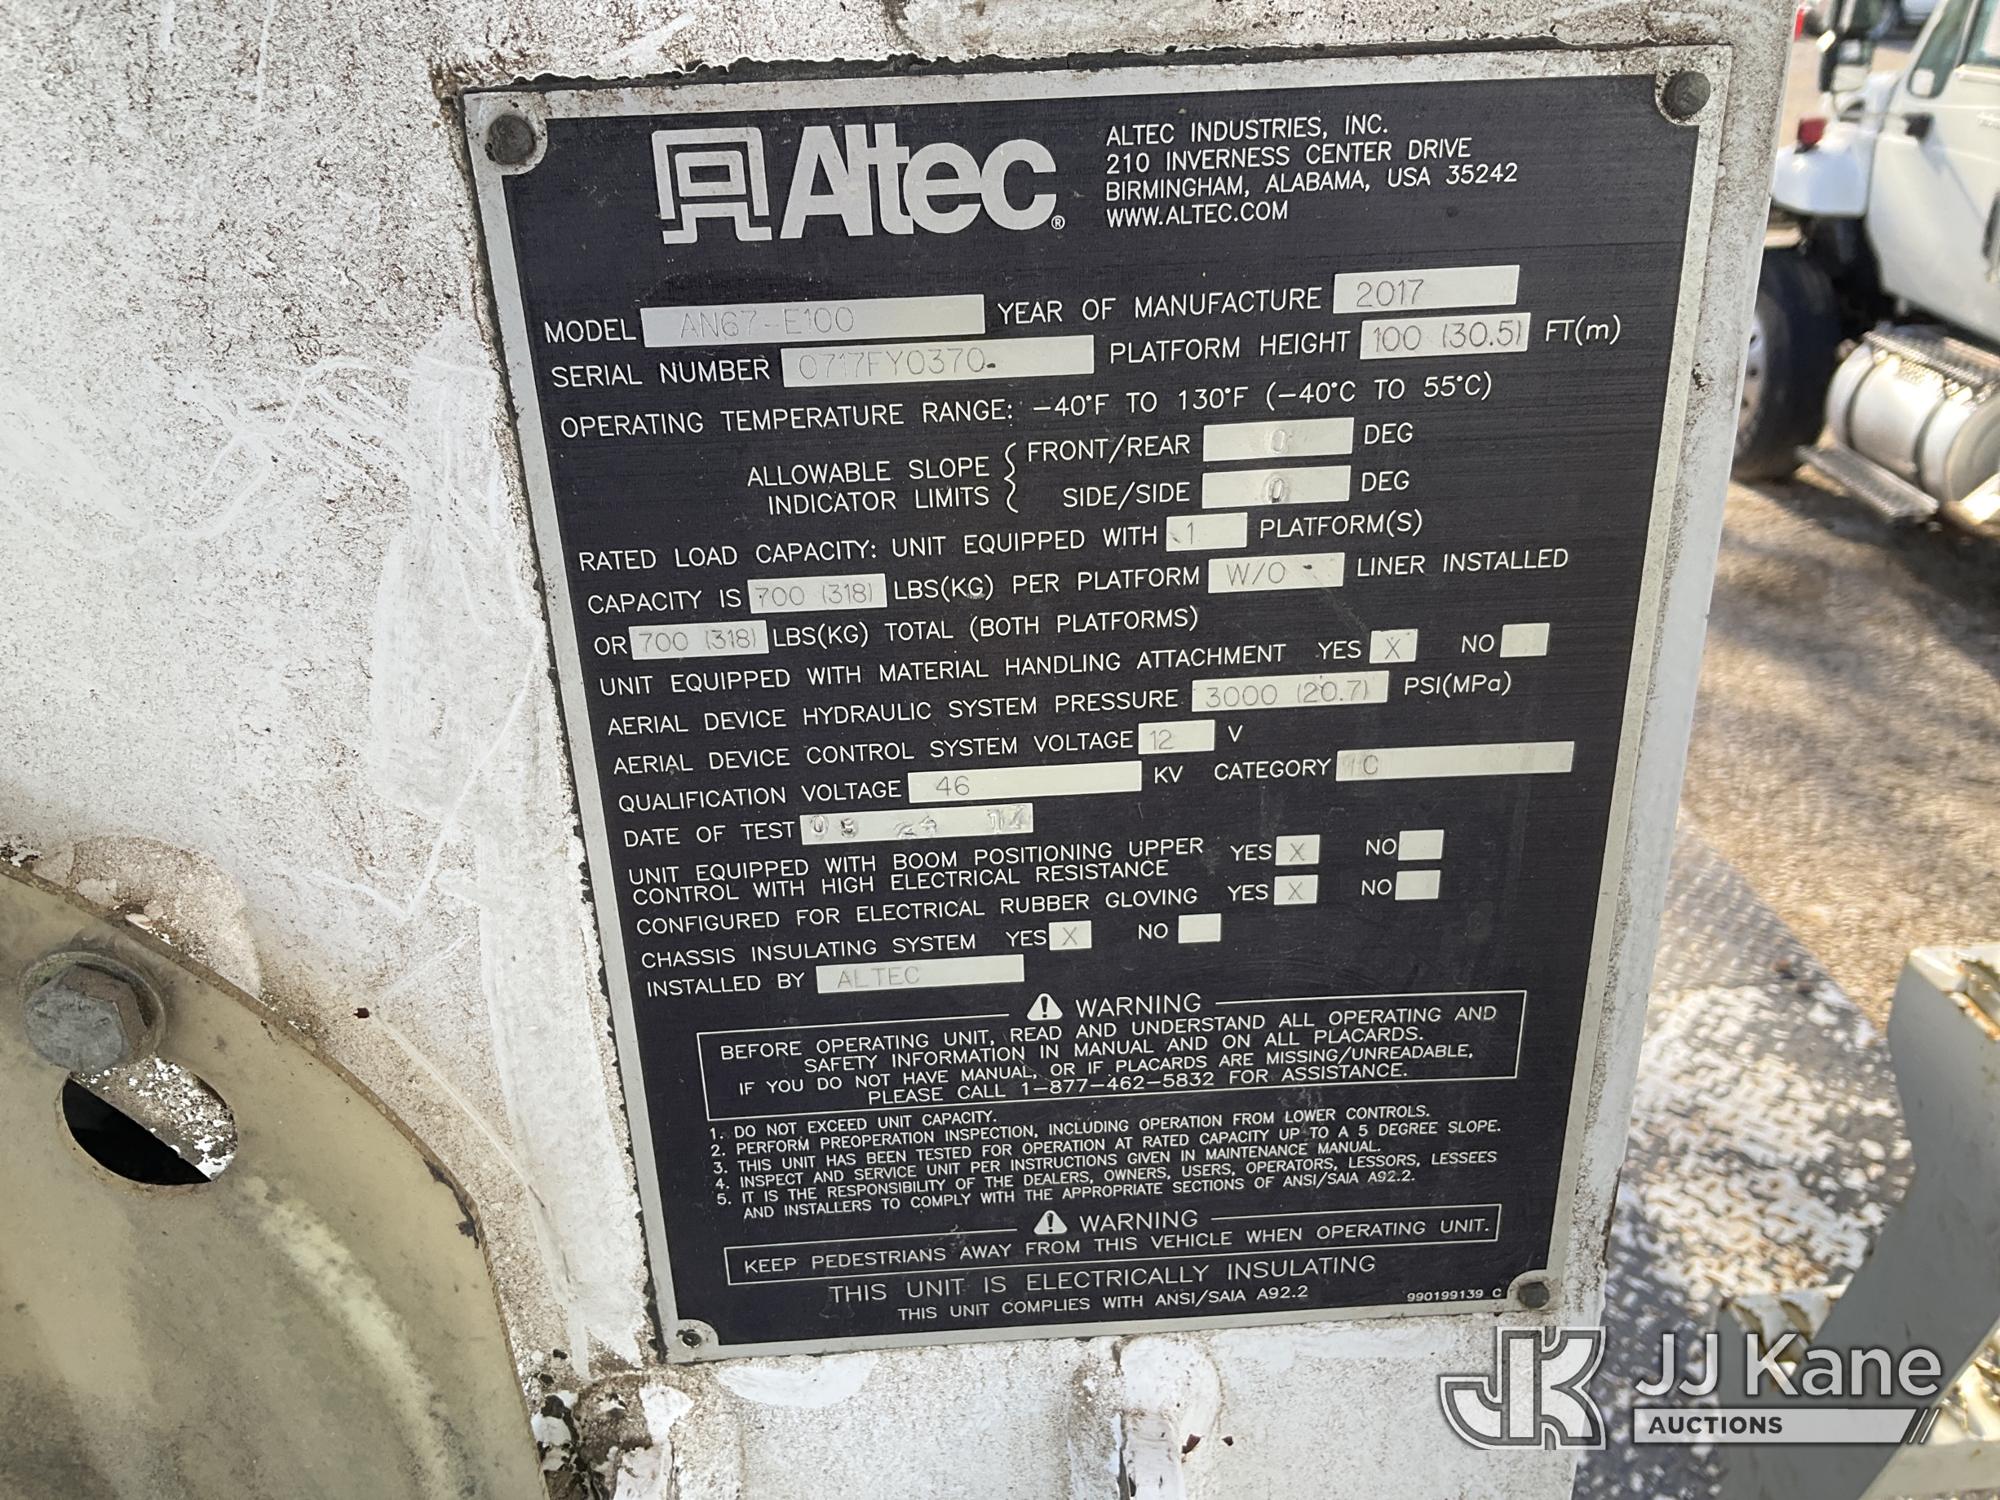 Altec®
ALTEC INDUSTRIES, INC.
210 INVERNESS CENTER DRIVE
BIRMINGHAM, ALABAMA, USA 35242
WWW.ALTEC.COM
MODEL AN67-E100 YEAR OF MANUFACTURE 2017
SERIAL NUMBER 0717FY0370 PLATFORM HEIGHT 100 (30.5) FT(m)
OPERATING TEMPERATURE RANGE: -40°F TO 130°F (-40°C TO 55°C)
ALLOWABLE SLOPE INDICATOR LIMITS { FRONT/REAR 0 DEG
SIDE/SIDE 0 DEG
RATED LOAD CAPACITY: UNIT EQUIPPED WITH 1 PLATFORM(S)
CAPACITY IS 700 (318) LBS(KG) PER PLATFORM W/O LINER INSTALLED
OR 700 (318) LBS(KG) TOTAL (BOTH PLATFORMS)
UNIT EQUIPPED WITH MATERIAL HANDLING ATTACHMENT YES X NO
AERIAL DEVICE HYDRAULIC SYSTEM PRESSURE 3000 (20.7) PSI(MPa)
AERIAL DEVICE CONTROL SYSTEM VOLTAGE 12 V
QUALIFICATION VOLTAGE 46 KV CATEGORY C
DATE OF TEST
UNIT EQUIPPED WITH BOOM POSITIONING UPPER YES X NO
CONTROL WITH HIGH ELECTRICAL RESISTANCE
CONFIGURED FOR ELECTRICAL RUBBER GLOVING YES X NO
CHASSIS INSULATING SYSTEM YES X NO
INSTALLED BY ALTEC
WARNING
BEFORE OPERATING UNIT, READ AND UNDERSTAND ALL OPERATING AND
SAFETY INFORMATION IN MANUAL AND ON ALL PLACARDS.
IF YOU DO NOT HAVE MANUAL, OR IF PLACARDS ARE MISSING/UNREADABLE,
PLEASE CALL 1-877-462-5832 FOR ASSISTANCE.
1. DO NOT EXCEED UNIT CAPACITY.
2. PERFORM PREOPERATION INSPECTION, INCLUDING OPERATION FROM LOWER CONTROLS.
3. THIS UNIT HAS BEEN TESTED FOR OPERATION AT RATED CAPACITY UP TO A 5 DEGREE SLOPE.
4. INSPECT AND SERVICE UNIT PER INSTRUCTIONS GIVEN IN MAINTENANCE MANUAL.
5. IT IS THE RESPONSIBILITY OF THE DEALERS, OWNERS, USERS, OPERATORS, LESSORS, LESSEES
AND INSTALLERS TO COMPLY WITH THE APPROPRIATE SECTIONS OF ANSI/SAIA A92.2.
WARNING
KEEP PEDESTRIANS AWAY FROM THIS VEHICLE WHEN OPERATING UNIT.
THIS UNIT IS ELECTRICALLY INSULATING
THIS UNIT COMPLIES WITH ANSI/SAIA A92.2
990199139 C
JK JJ Kane
AUCTIONS